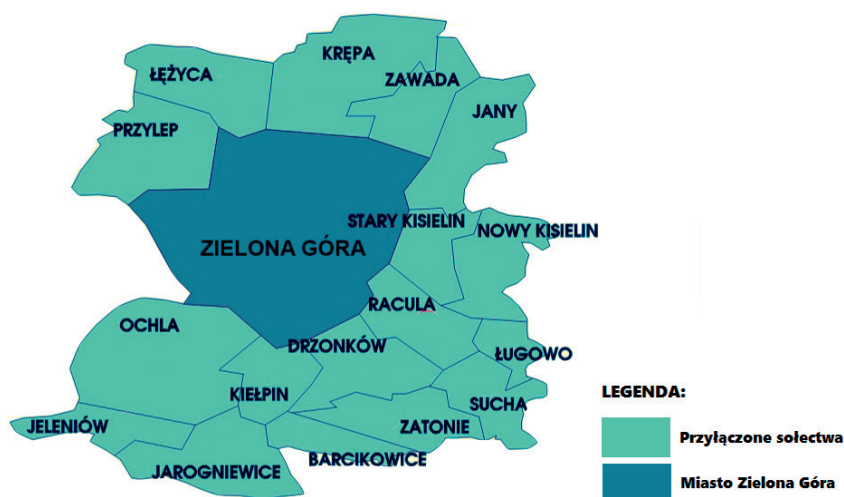 KRĘPA
ŁĘŻYCA
ZAWADA
JANY
PRZYLEP
STARY KISIELIN
NOWY KISIELIN
ZIELONA GÓRA
RACULA
OCHLA
DRZONKÓW
ŁUGOWO
KIEŁPIN
SUCHA
JELENIÓW
ZATONIE
BARCIKOWICE
JAROGNIEWICE
LEGENDA:
Przyłączone sołectwa
Miasto Zielona Góra